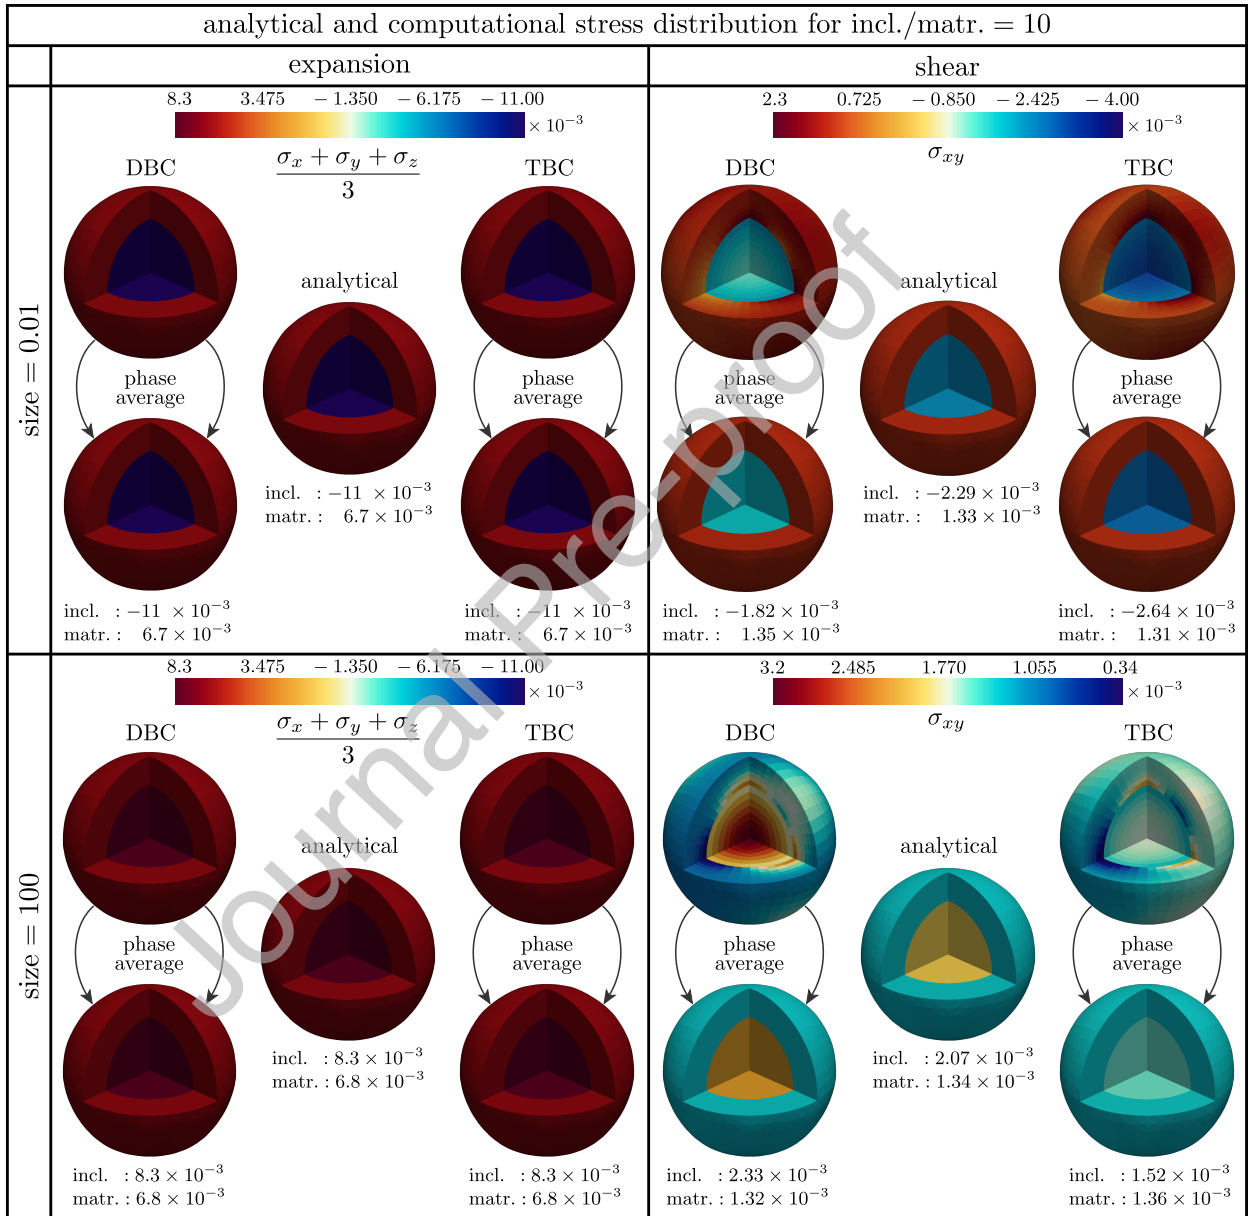 analytical and computational stress distribution for incl./matr. = 10
expansion
shear
size = 0.01
8.3 3.475 − 1.350 − 6.175 − 11.00
× 10⁻³
DBC
σx + σy + σz
3
TBC
analytical
phase
average
phase
average
incl. : −11 × 10⁻³
matr. : 6.7 × 10⁻³
incl. : −11 × 10⁻³
matr. : 6.7 × 10⁻³
incl. : −11 × 10⁻³
matr. : 6.7 × 10⁻³
2.3 0.725 − 0.850 − 2.425 − 4.00
× 10⁻³
DBC
σxy
TBC
analytical
phase
average
phase
average
incl. : −2.29 × 10⁻³
matr. : 1.33 × 10⁻³
incl. : −1.82 × 10⁻³
matr. : 1.35 × 10⁻³
incl. : −2.64 × 10⁻³
matr. : 1.31 × 10⁻³
size = 100
8.3 3.475 − 1.350 − 6.175 − 11.00
× 10⁻³
DBC
σx + σy + σz
3
TBC
analytical
phase
average
phase
average
incl. : 8.3 × 10⁻³
matr. : 6.8 × 10⁻³
incl. : 8.3 × 10⁻³
matr. : 6.8 × 10⁻³
incl. : 8.3 × 10⁻³
matr. : 6.8 × 10⁻³
3.2 2.485 1.770 1.055 0.34
× 10⁻³
DBC
σxy
TBC
analytical
phase
average
phase
average
incl. : 2.07 × 10⁻³
matr. : 1.34 × 10⁻³
incl. : 2.33 × 10⁻³
matr. : 1.32 × 10⁻³
incl. : 1.52 × 10⁻³
matr. : 1.36 × 10⁻³
Journal Pre-proof